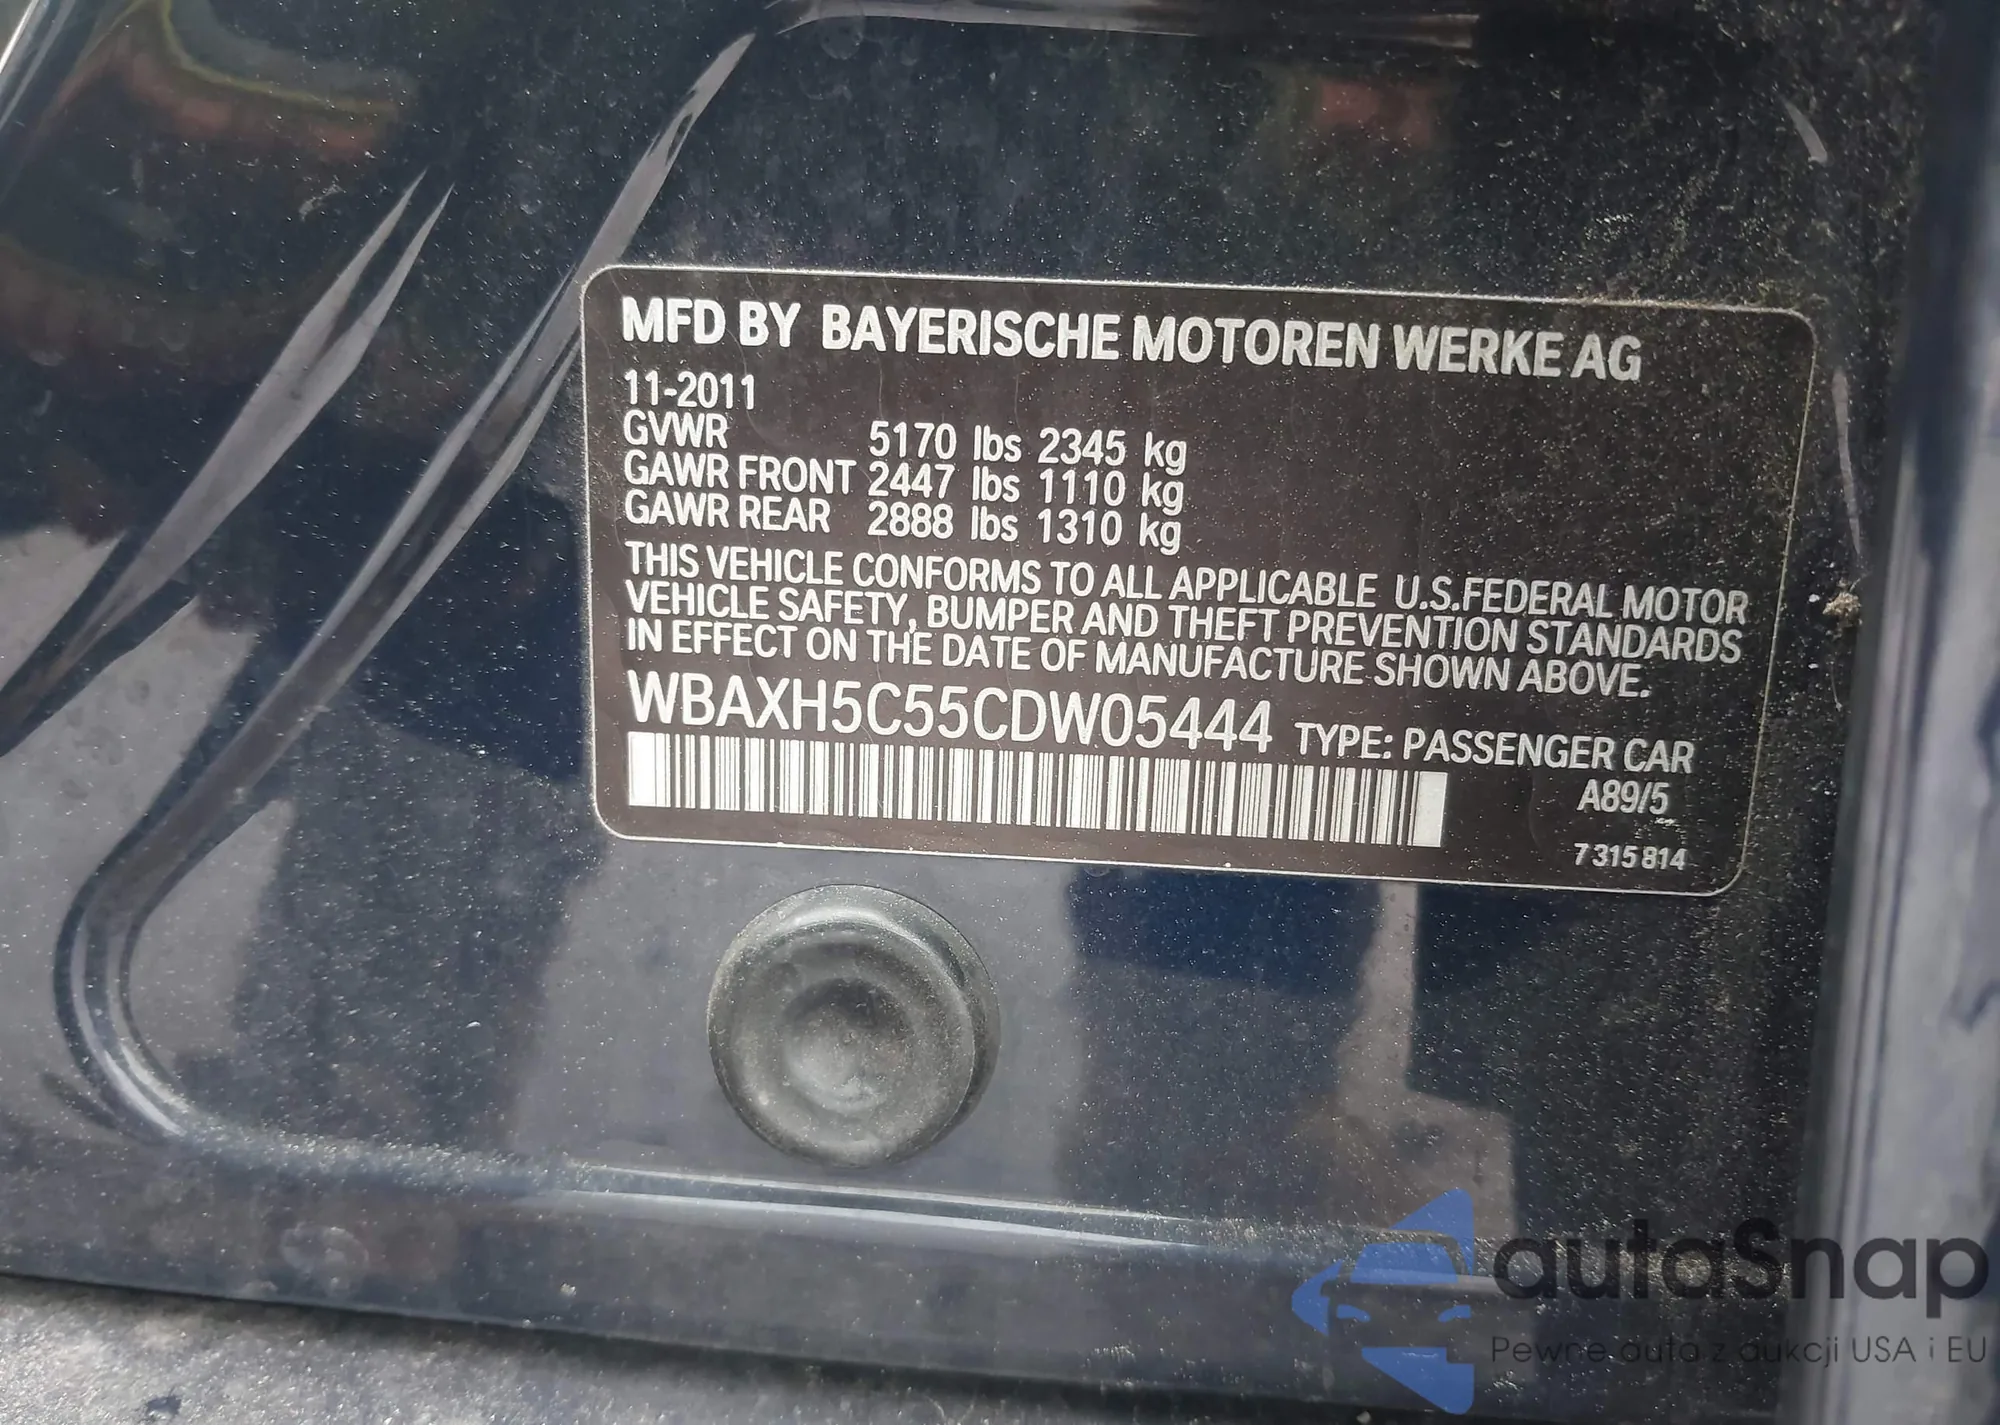 MFD BY BAYERISCHE MOTOREN WERKE AG
11-2011
GVWR 5170 lbs 2345 kg
GAWR FRONT 2447 lbs 1110 kg
GAWR REAR 2888 lbs 1310 kg
THIS VEHICLE CONFORMS TO ALL APPLICABLE U.S.FEDERAL MOTOR
VEHICLE SAFETY, BUMPER AND THEFT PREVENTION STANDARDS
IN EFFECT ON THE DATE OF MANUFACTURE SHOWN ABOVE.
WBAXH5C55CDW05444 TYPE: PASSENGER CAR
A89/5
7 315 814
autaSnap
Pewne auta z aukcji USA i EU